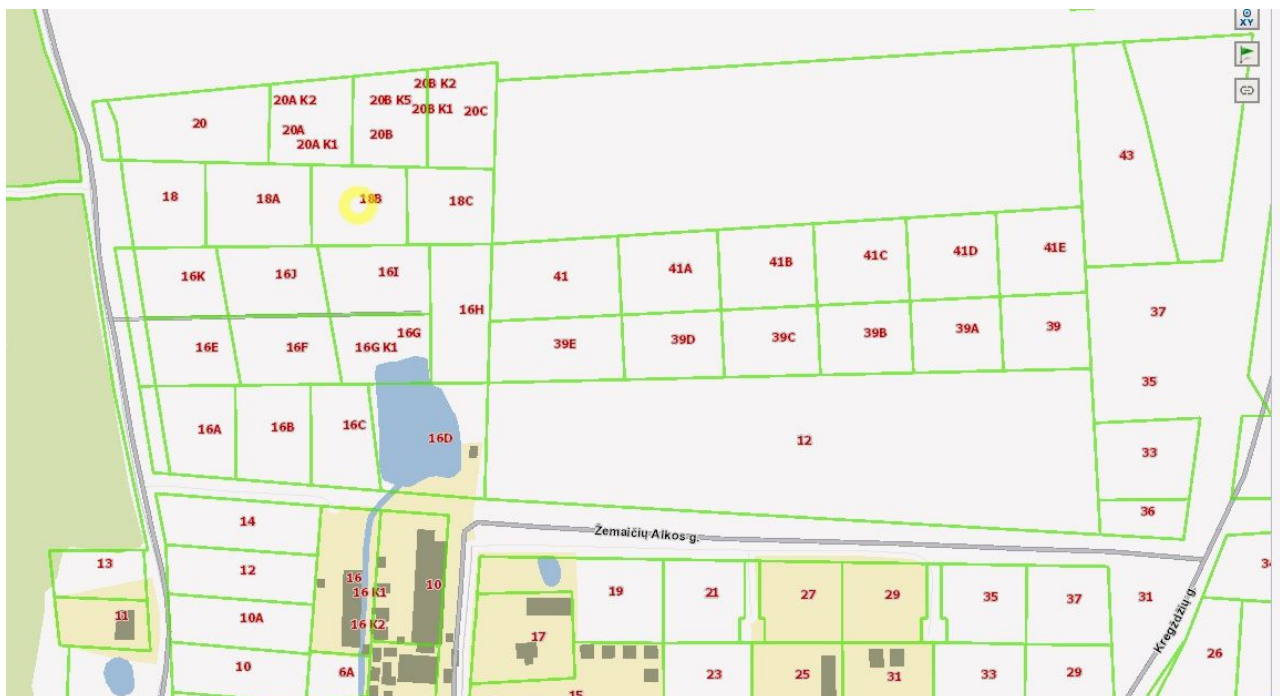 XY
20B K2
20A K2
20B K5
20B K1
20C
20
20A
20B
20A K1
43
18
18A
18B
18C
41E
41D
41C
41B
41A
41
16K
16J
16I
16H
37
39
39A
39B
39C
39D
39E
16G
16G K1
16F
16E
35
16A
16B
16C
16D
12
33
36
14
Žemaičių Alkos g.
13
12
16
10
16 K1
19
21
27
29
35
37
31
11
10A
16 K2
17
Kregždžių g.
26
10
6A
23
25
31
33
29
15